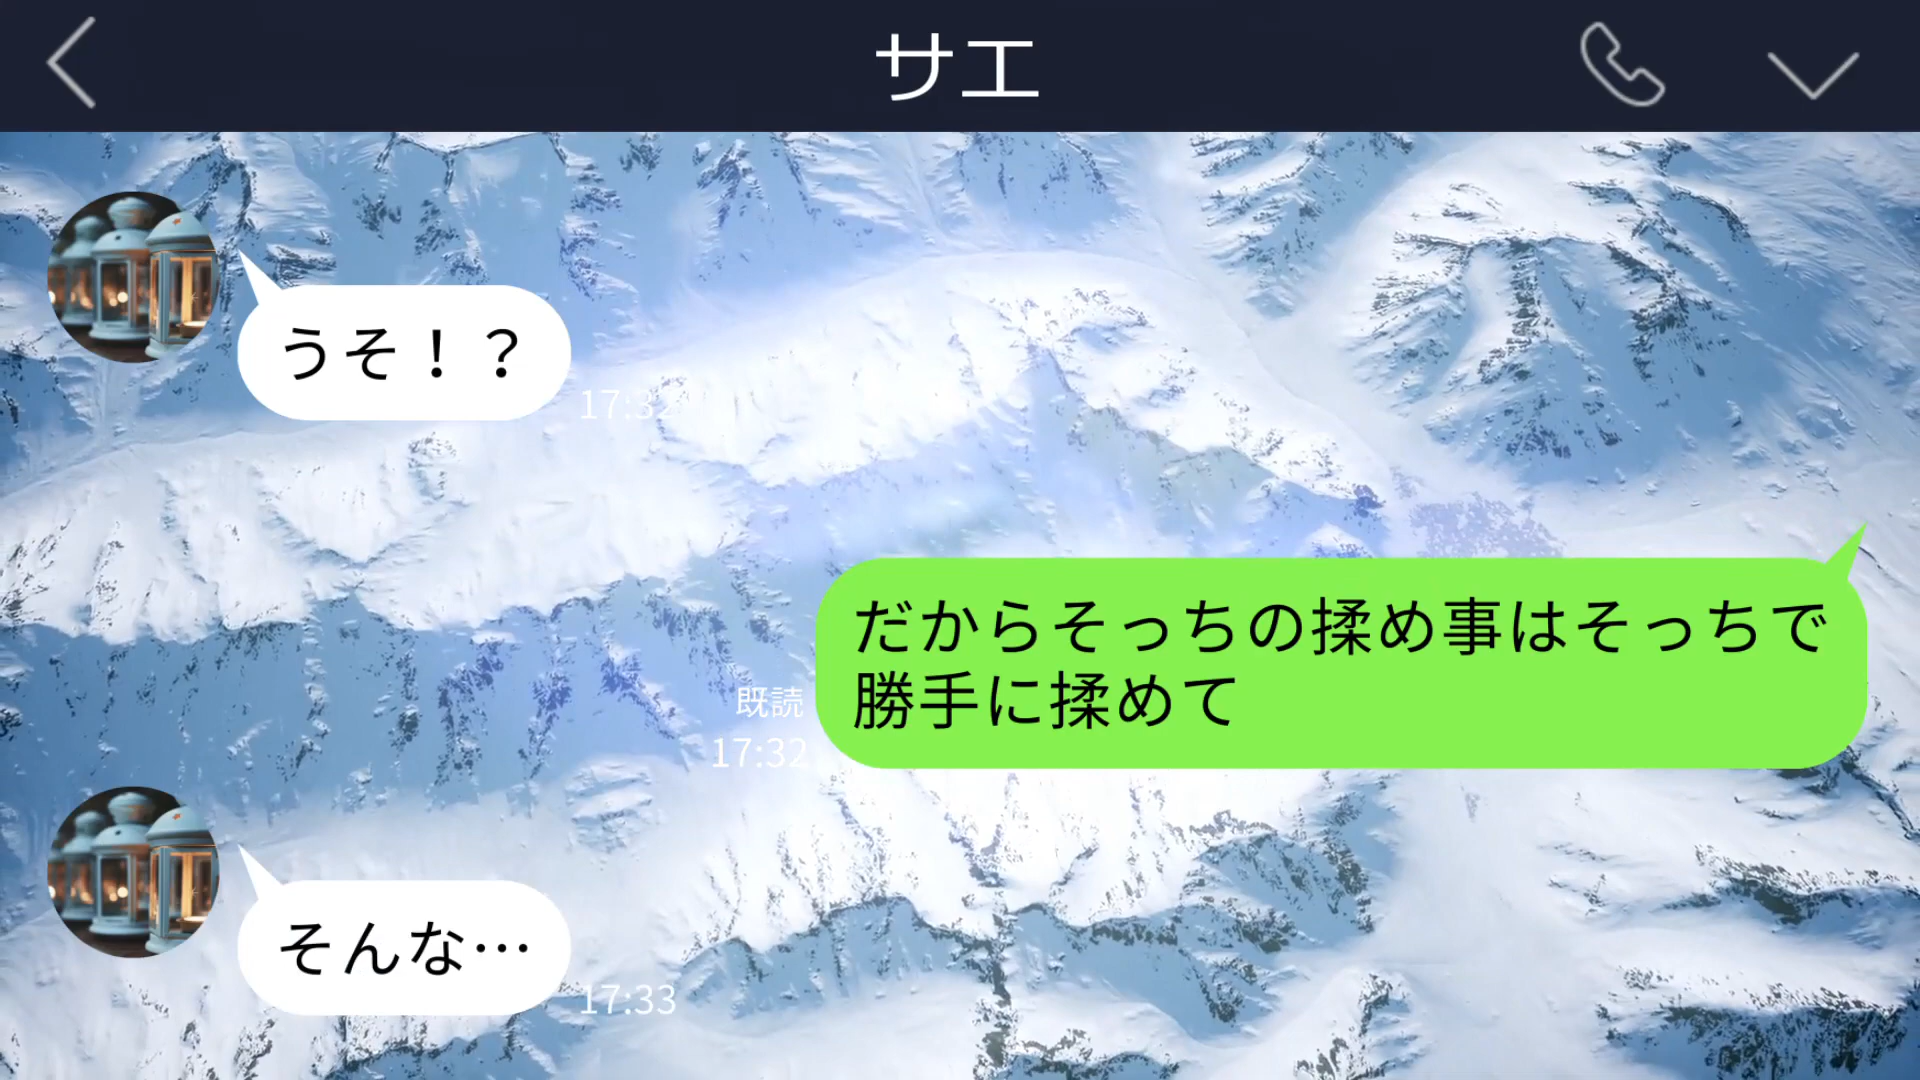 サエ
うそ！？
17:32
だからそっちの揉め事はそっちで
勝手に揉めて
既読
17:32
そんな…
17:33